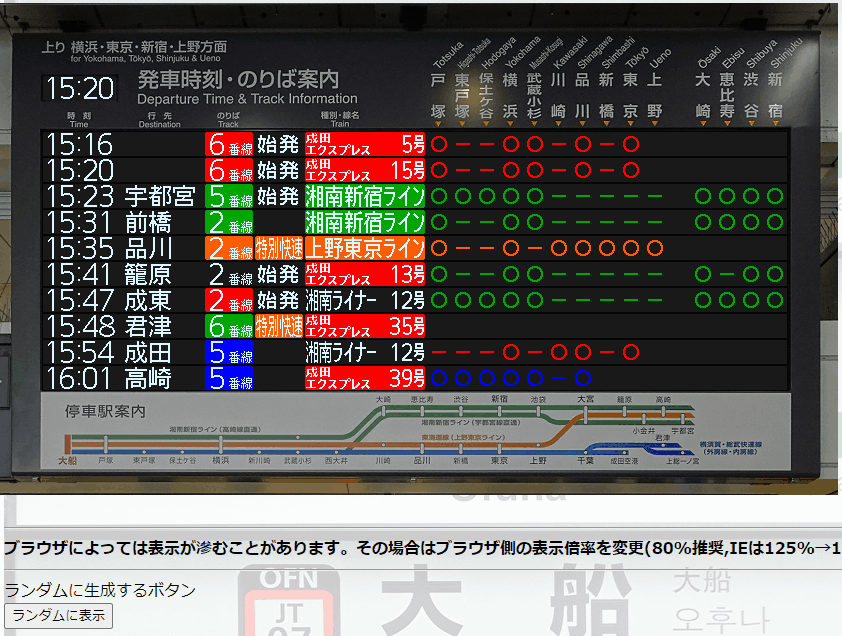 上り 横浜・東京・新宿・上野方面
for Yokohama, Tōkyō, Shinjuku & Ueno
15:20 発車時刻・のりば案内
Departure Time & Track Information
時刻 行先 のりば 種別・線名
Time Destination Track Train
Totsuka Higashi-Totsuka Hodogaya Yokohama Musashi-Kosugi Kawasaki Shinagawa Shimbashi Tōkyō Ueno Ōsaki Ebisu Shibuya Shinjuku
戸塚 東戸塚 保土ケ谷 横浜 武蔵小杉 川崎 品川 新橋 東京 上野 大崎 恵比寿 渋谷 新宿
15:16 6番線 始発 成田エクスプレス 5号
15:20 6番線 始発 成田エクスプレス 15号
15:23 宇都宮 5番線 始発 湘南新宿ライン
15:31 前橋 2番線 湘南新宿ライン
15:35 品川 2番線 特別快速 上野東京ライン
15:41 籠原 2番線 始発 成田エクスプレス 13号
15:47 成東 2番線 始発 湘南ライナー 12号
15:48 君津 6番線 特別快速 成田エクスプレス 35号
15:54 成田 5番線 湘南ライナー 12号
16:01 高崎 5番線 成田エクスプレス 39号
停車駅案内
大崎 恵比寿 渋谷 新宿 池袋 大宮 籠原 高崎
湘南新宿ライン(高崎線直通)
湘南新宿ライン(宇都宮線直通)
小金井 宇都宮
東海道線(上野東京ライン)
君津
横須賀・総武快速線
(外房線・内房線)
大船 戸塚 東戸塚 保土ケ谷 横浜 新川崎 武蔵小杉 西大井 川崎 品川 新橋 東京 上野 千葉 成田空港 上総一ノ宮
Ofuna
ブラウザによっては表示が滲むことがあります。その場合はブラウザ側の表示倍率を変更(80%推奨,IEは125%→1
ランダムに生成するボタン
ランダムに表示
OFN
JT
07
大船
大船
오후나